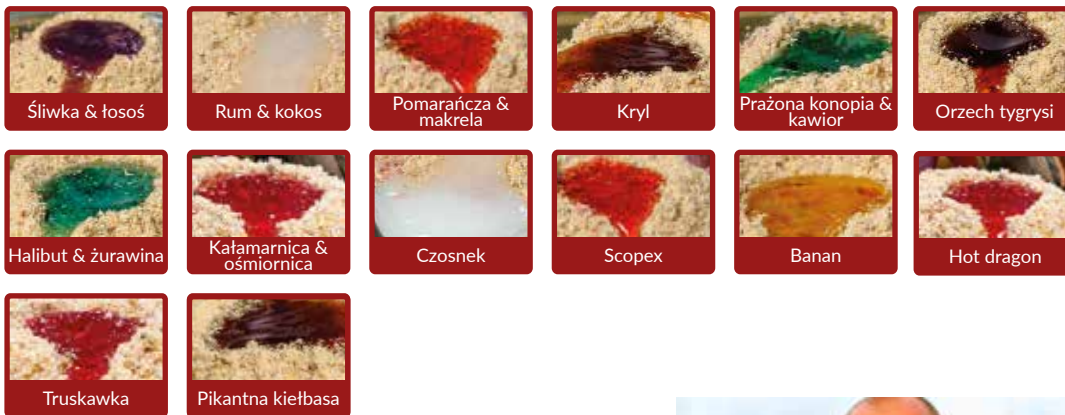 Śliwka & łosoś
Rum & kokos
Pomarańcza &
makrela
Kryl
Prażona konopia &
kawior
Orzech tygrysi
Halibut & żurawina
Kałamarnica &
ośmiornica
Czosnek
Scopex
Banan
Hot dragon
Truskawka
Pikantna kiełbasa